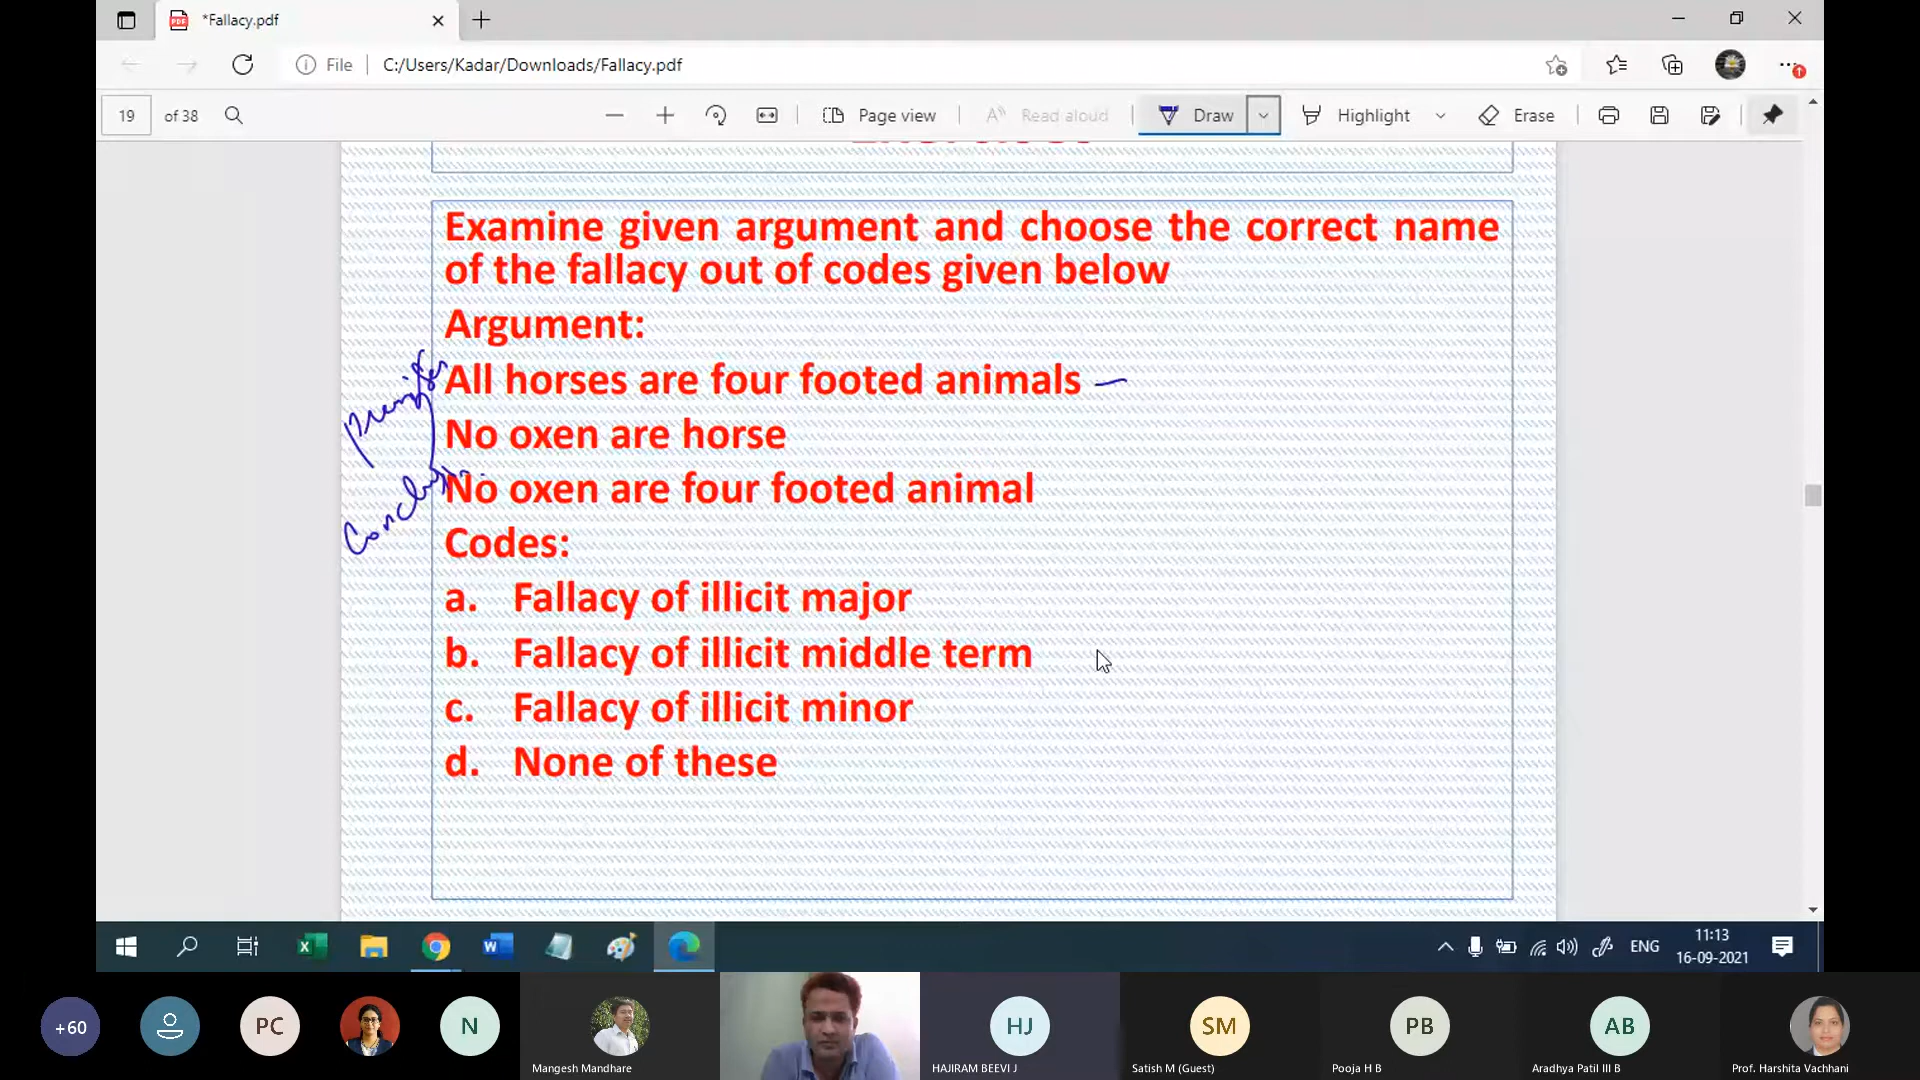 *Fallacy.pdf
File C:/Users/Kadar/Downloads/Fallacy.pdf
19 of 38 Page view Read aloud Draw Highlight Erase
Examine given argument and choose the correct name
of the fallacy out of codes given below
Argument:
All horses are four footed animals
No oxen are horse
No oxen are four footed animal
Codes:
a. Fallacy of illicit major
b. Fallacy of illicit middle term
c. Fallacy of illicit minor
d. None of these
ENG
11:13
16-09-2021
+60 PC N HJ SM PB AB
Mangesh Mandhare HAJIRAM BEEVI J Satish M (Guest) Pooja H B Aradhya Patil III B Prof. Harshita Vachhani